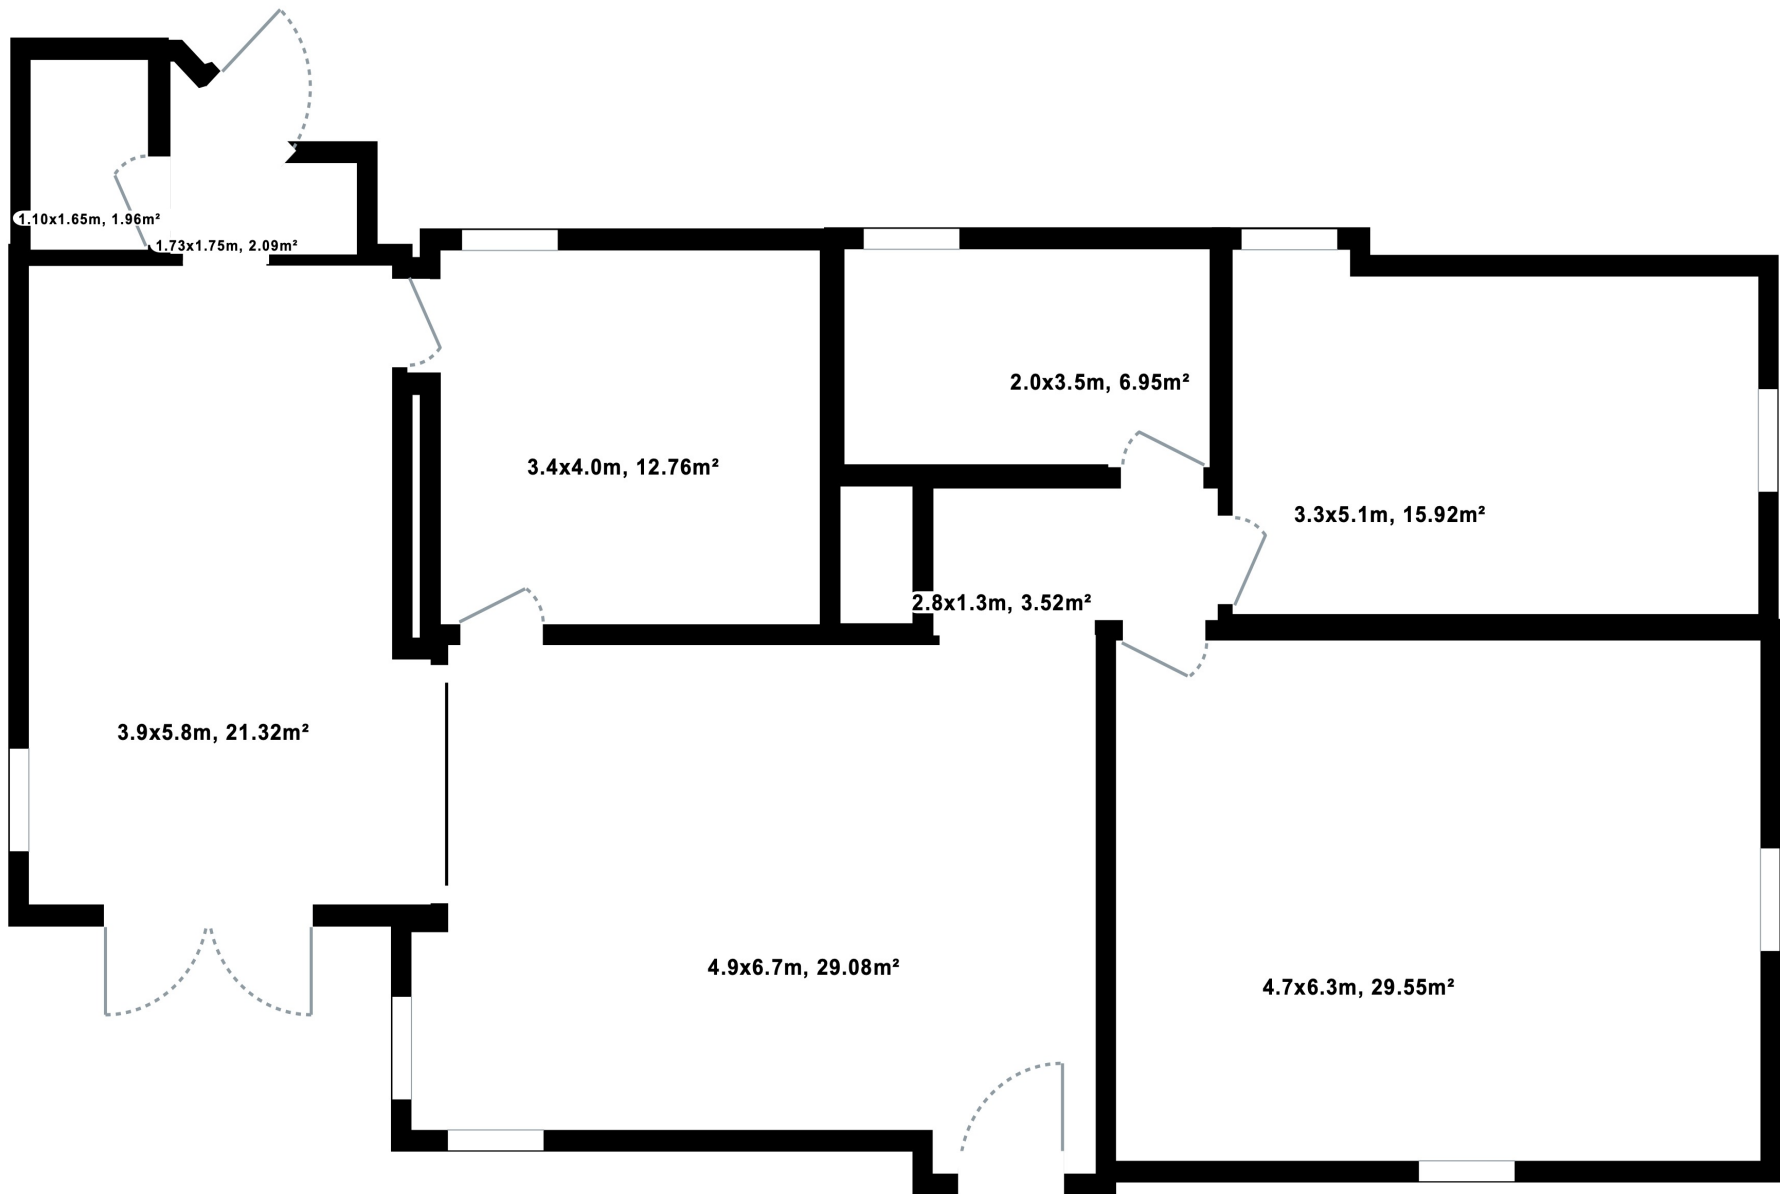 1.10x1.65m, 1.96m²
1.73x1.75m, 2.09m²
2.0x3.5m, 6.95m²
3.4x4.0m, 12.76m²
3.3x5.1m, 15.92m²
2.8x1.3m, 3.52m²
3.9x5.8m, 21.32m²
4.9x6.7m, 29.08m²
4.7x6.3m, 29.55m²